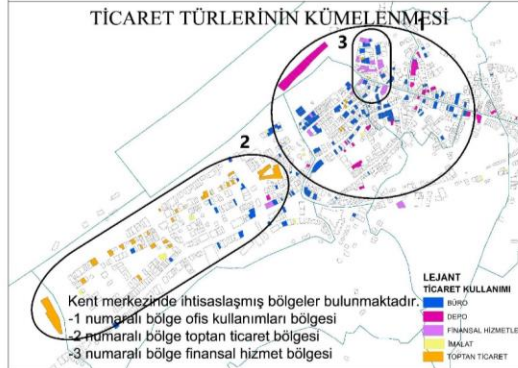 TİCARET TÜRLERİNİN KÜMELENMESİ
1
3
2
Kent merkezinde ihtisaslaşmış bölgeler bulunmaktadır.
-1 numaralı bölge ofis kullanımları bölgesi
-2 numaralı bölge toptan ticaret bölgesi
-3 numaralı bölge finansal hizmet bölgesi
LEJANT
TİCARET KULLANIMI
BÜRO
DEPO
FİNANSAL HİZMETLE
İMALAT
TOPTAN TİCARET